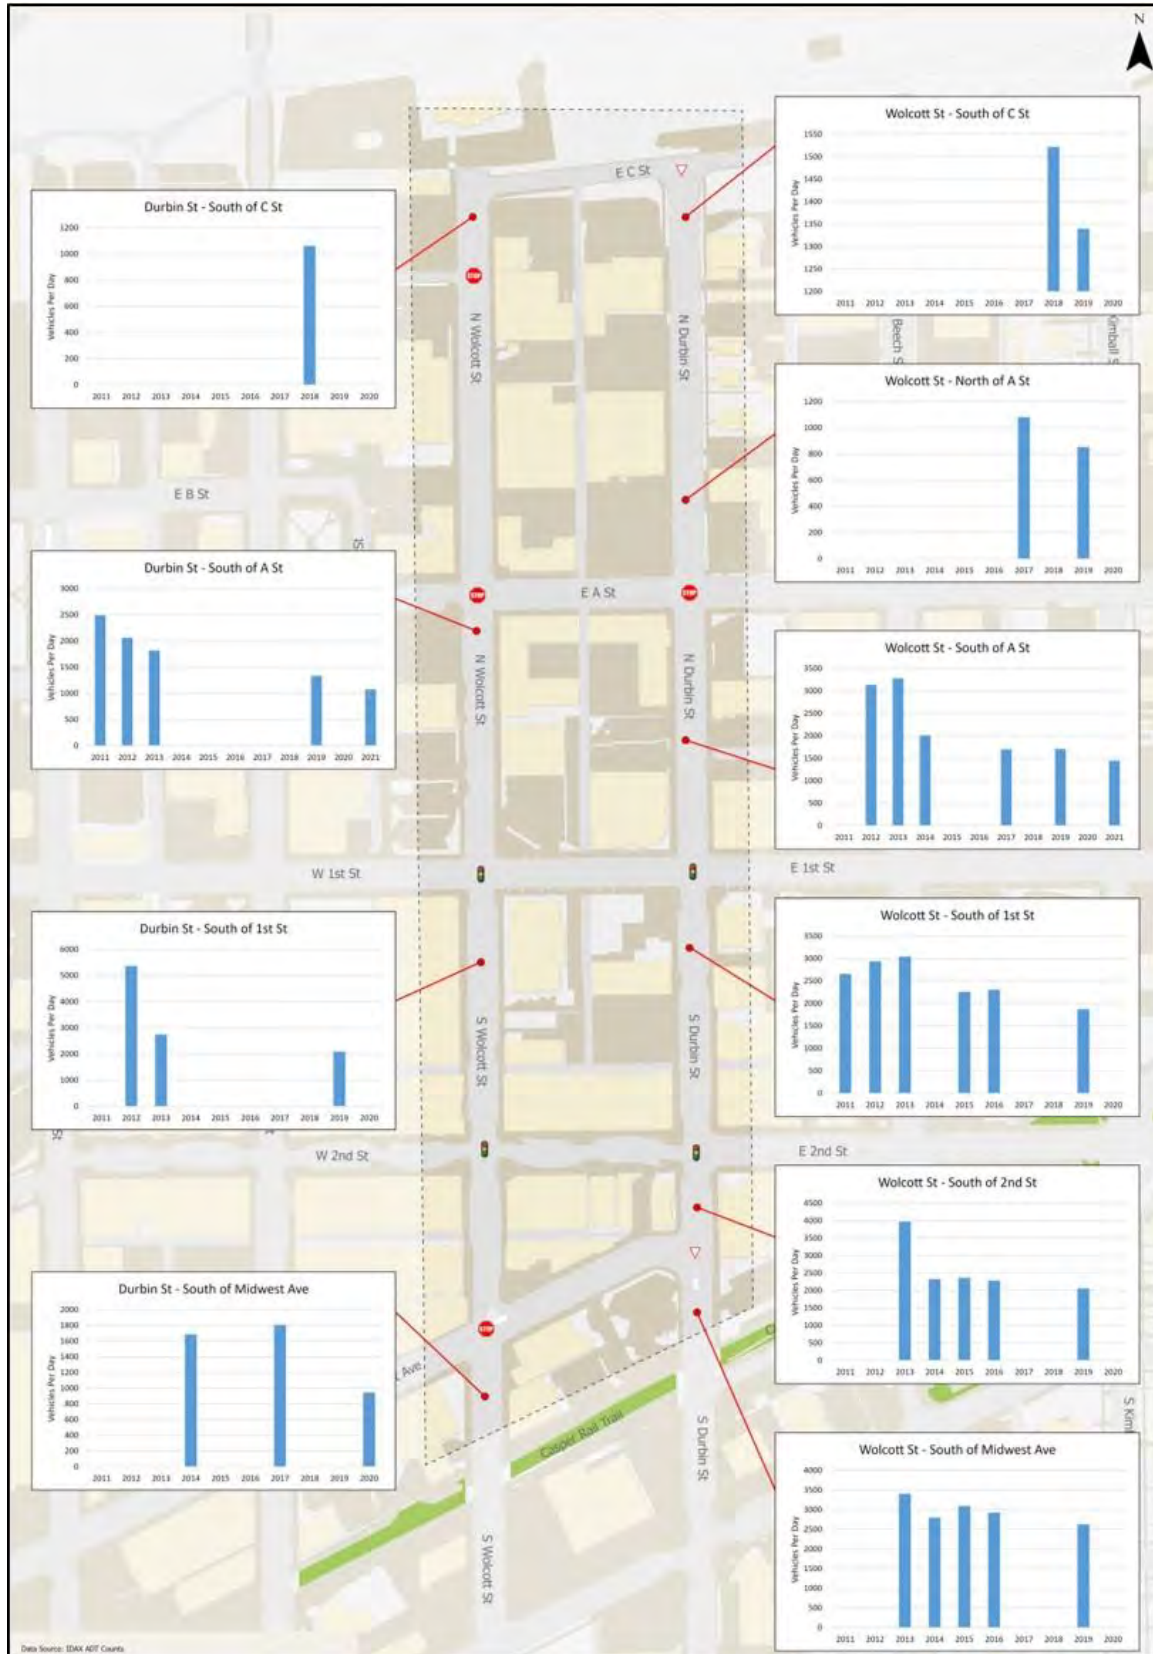 N
Wolcott St - South of C St
Vehicles Per Day
1550
1500
1450
1400
1350
1300
1250
1200
2011 2012 2013 2014 2015 2016 2017 2018 2019 2020
E C St
Durbin St - South of C St
Vehicles Per Day
1200
1000
800
600
400
200
0
2011 2012 2013 2014 2015 2016 2017 2018 2019 2020
STOP
N Wolcott St
N Durbin St
Beech S
Kimball S
Wolcott St - North of A St
Vehicles Per Day
1200
1000
800
600
400
200
0
2011 2012 2013 2014 2015 2016 2017 2018 2019 2020
E B St
St
Durbin St - South of A St
Vehicles Per Day
3000
2500
2000
1500
1000
500
0
2011 2012 2013 2014 2015 2016 2017 2018 2019 2020 2021
STOP
E A St
STOP
N Wolcott St
N Durbin St
Wolcott St - South of A St
Vehicles Per Day
3500
3000
2500
2000
1500
1000
500
0
2011 2012 2013 2014 2015 2016 2017 2018 2019 2020 2021
W 1st St
E 1st St
Durbin St - South of 1st St
Vehicles Per Day
6000
5000
4000
3000
2000
1000
0
2011 2012 2013 2014 2015 2016 2017 2018 2019 2020
Wolcott St - South of 1st St
Vehicles Per Day
3500
3000
2500
2000
1500
1000
500
0
2011 2012 2013 2014 2015 2016 2017 2018 2019 2020
S Wolcott St
S Durbin St
St
W 2nd St
E 2nd St
Wolcott St - South of 2nd St
Vehicles Per Day
4500
4000
3500
3000
2500
2000
1500
1000
500
0
2011 2012 2013 2014 2015 2016 2017 2018 2019 2020
Durbin St - South of Midwest Ave
Vehicles Per Day
2000
1800
1600
1400
1200
1000
800
600
400
200
0
2011 2012 2013 2014 2015 2016 2017 2018 2019 2020
STOP
t Ave
Casper Rail Trail
S Durbin St
S Kim
Wolcott St - South of Midwest Ave
Vehicles Per Day
4000
3500
3000
2500
2000
1500
1000
500
0
2011 2012 2013 2014 2015 2016 2017 2018 2019 2020
S Wolcott St
Data Source: IDAX ADT Counts